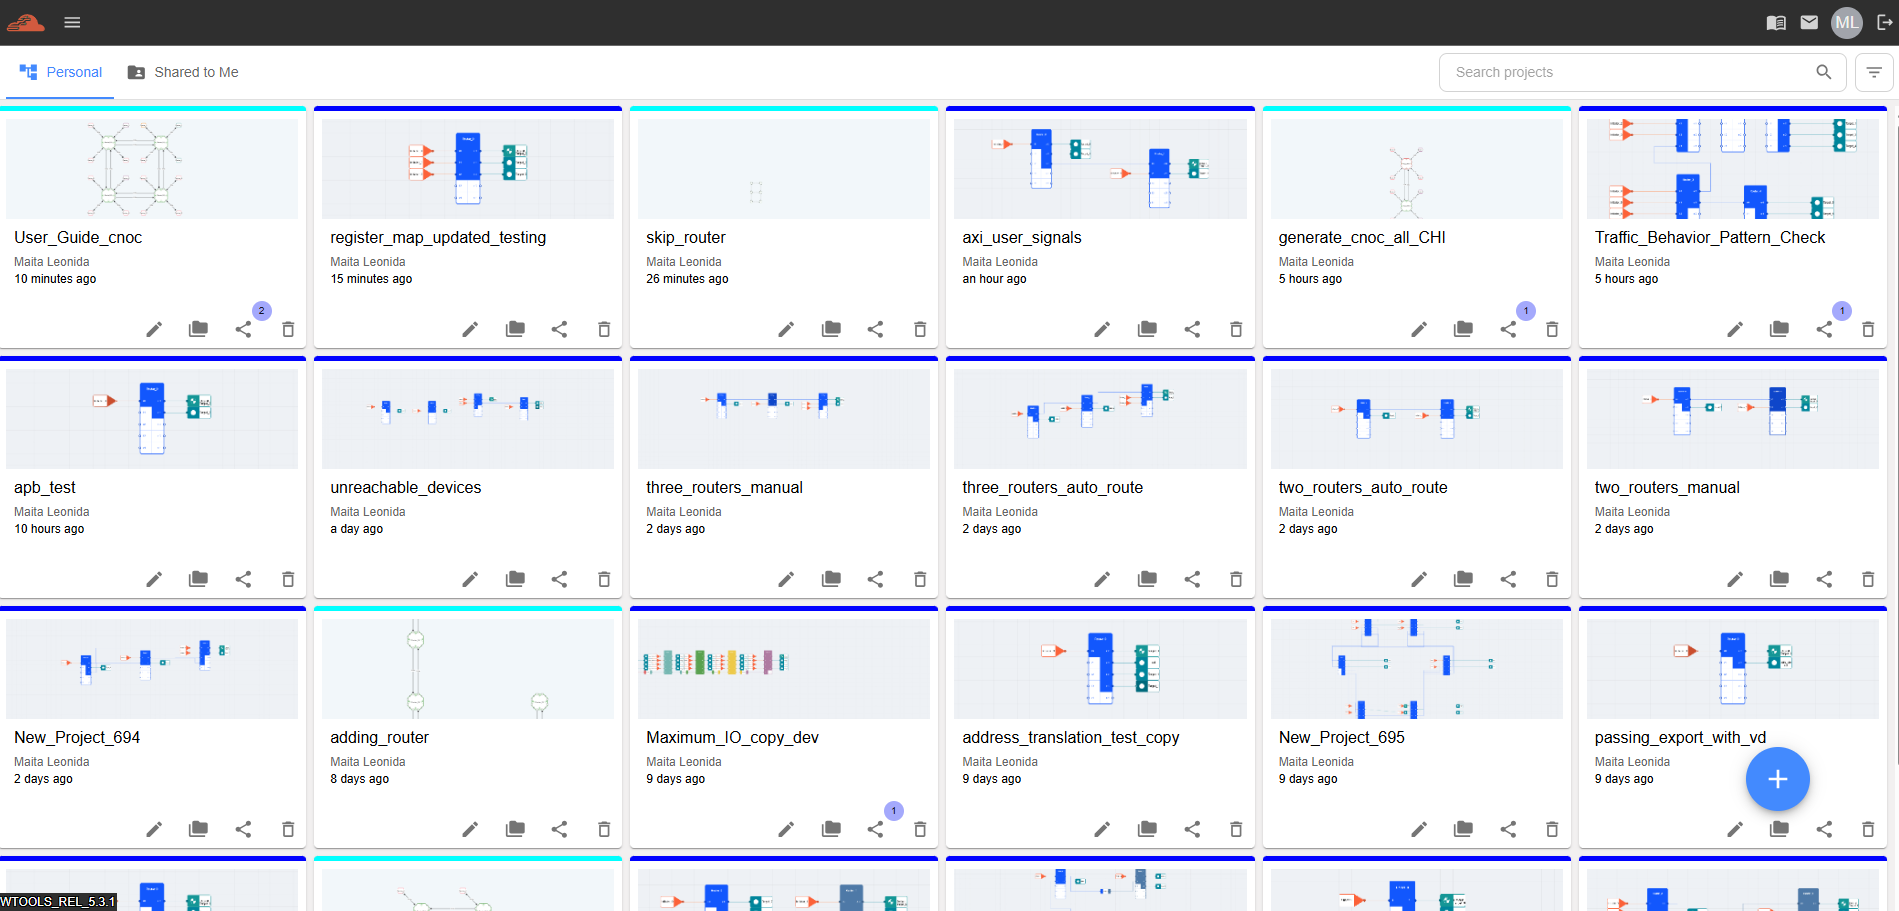 ML
Personal
Shared to Me
Search projects
User_Guide_cnoc
Maita Leonida
10 minutes ago
2
register_map_updated_testing
Maita Leonida
15 minutes ago
skip_router
Maita Leonida
26 minutes ago
axi_user_signals
Maita Leonida
an hour ago
generate_cnoc_all_CHI
Maita Leonida
5 hours ago
1
Traffic_Behavior_Pattern_Check
Maita Leonida
5 hours ago
1
apb_test
Maita Leonida
10 hours ago
unreachable_devices
Maita Leonida
a day ago
three_routers_manual
Maita Leonida
2 days ago
three_routers_auto_route
Maita Leonida
2 days ago
two_routers_auto_route
Maita Leonida
2 days ago
two_routers_manual
Maita Leonida
2 days ago
New_Project_694
Maita Leonida
2 days ago
adding_router
Maita Leonida
8 days ago
Maximum_IO_copy_dev
Maita Leonida
9 days ago
1
address_translation_test_copy
Maita Leonida
9 days ago
New_Project_695
Maita Leonida
9 days ago
passing_export_with_vd
Maita Leonida
9 days ago
WTOOLS_REL_5.3.1